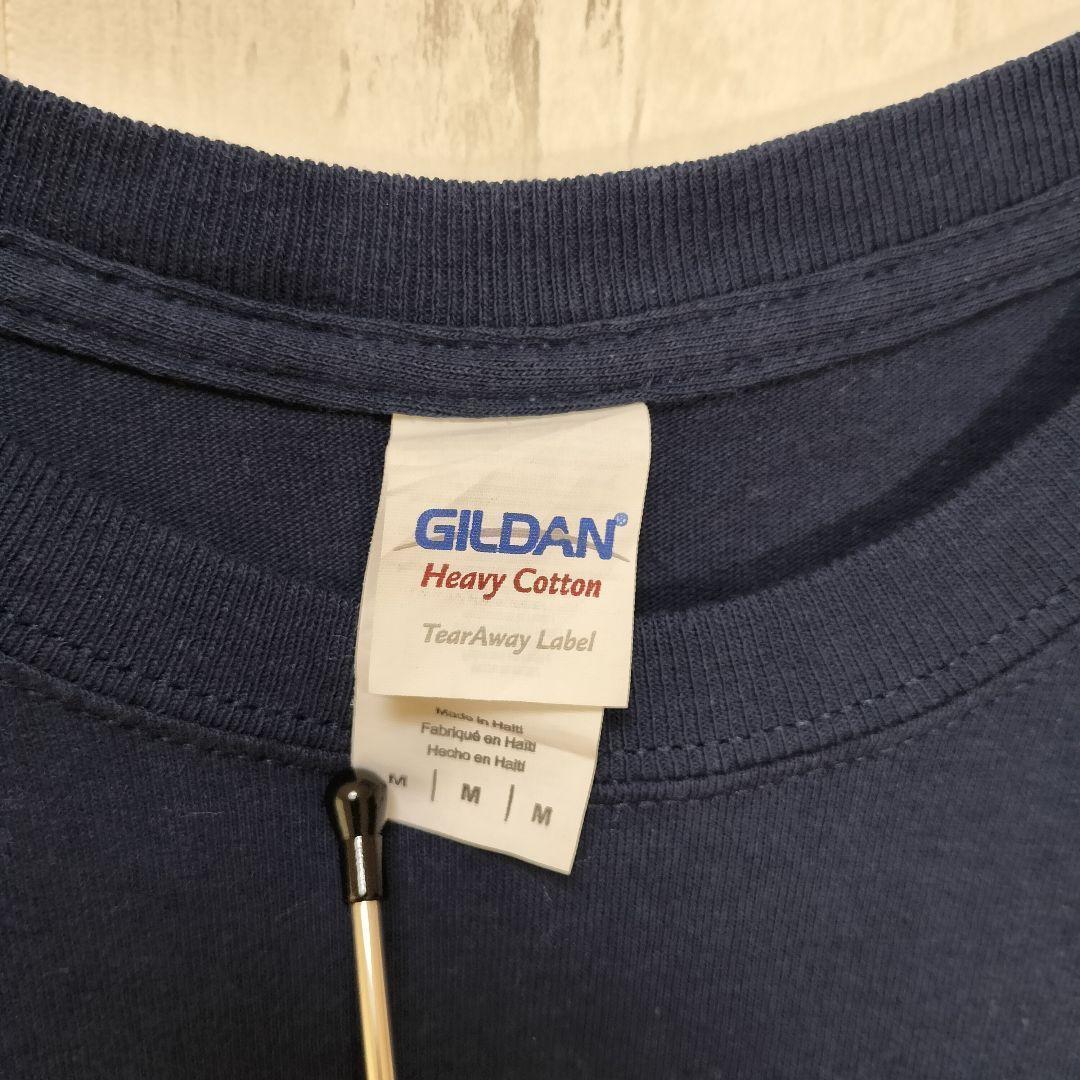 GILDAN®
Heavy Cotton
TearAway Label
Made in Haiti
Fabriqué en Haïti
Hecho en Haití
M | M | M